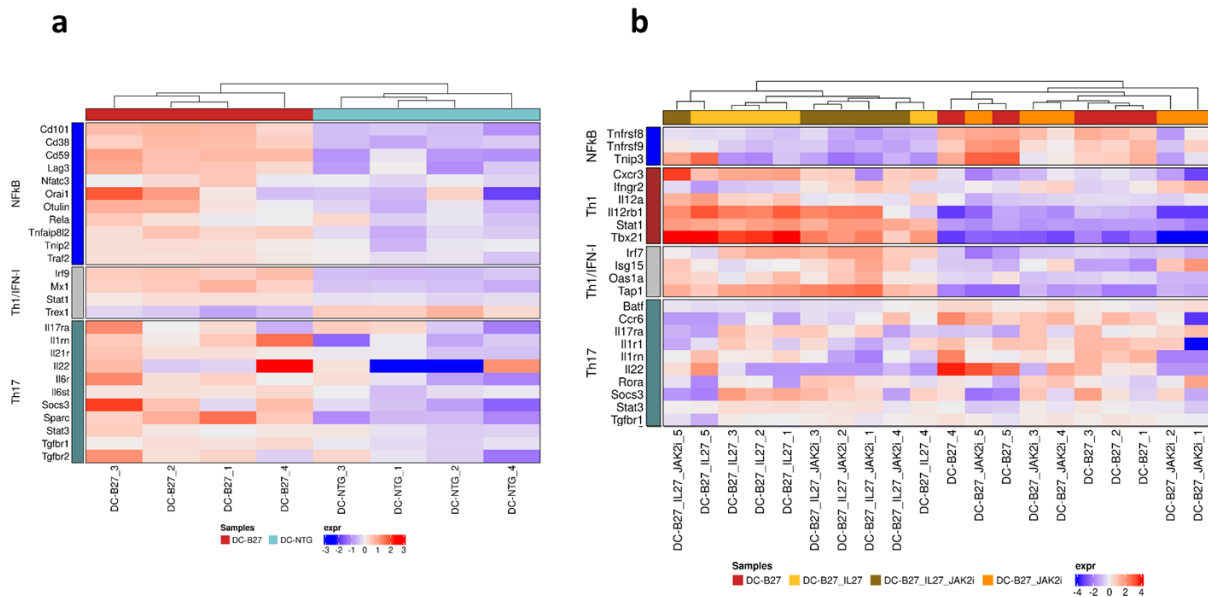 a
NFkB
Cd101
Cd38
Cd59
Lag3
Nfatc3
Orai1
Otulin
Rela
Tnfaip8l2
Tnip2
Traf2
Th1/IFN-I
Irf9
Mx1
Stat1
Trex1
Th17
Il17ra
Il1rn
Il21r
Il22
Il6r
Il6st
Socs3
Sparc
Stat3
Tgfbr1
Tgfbr2
DC-B27_3
DC-B27_2
DC-B27_1
DC-B27_4
DC-NTG_3
DC-NTG_1
DC-NTG_2
DC-NTG_4
Samples
DC-B27 DC-NTG
expr
-3 -2 -1 0 1 2 3
b
NFkB
Tnfrsf8
Tnfrsf9
Tnip3
Th1
Cxcr3
Ifngr2
Il12a
Il12rb1
Stat1
Tbx21
Th1/IFN-I
Irf7
Isg15
Oas1a
Tap1
Th17
Batf
Ccr6
Il17ra
Il1r1
Il1rn
Il22
Rora
Socs3
Stat3
Tgfbr1
DC-B27_IL27_JAK2i_5
DC-B27_IL27_5
DC-B27_IL27_3
DC-B27_IL27_2
DC-B27_IL27_1
DC-B27_IL27_JAK2i_3
DC-B27_IL27_JAK2i_2
DC-B27_IL27_JAK2i_1
DC-B27_IL27_JAK2i_4
DC-B27_IL27_4
DC-B27_4
DC-B27_JAK2i_5
DC-B27_5
DC-B27_JAK2i_3
DC-B27_JAK2i_4
DC-B27_3
DC-B27_2
DC-B27_1
DC-B27_JAK2i_2
DC-B27_JAK2i_1
Samples
DC-B27 DC-B27_IL27 DC-B27_IL27_JAK2i DC-B27_JAK2i
expr
-4 -2 0 2 4